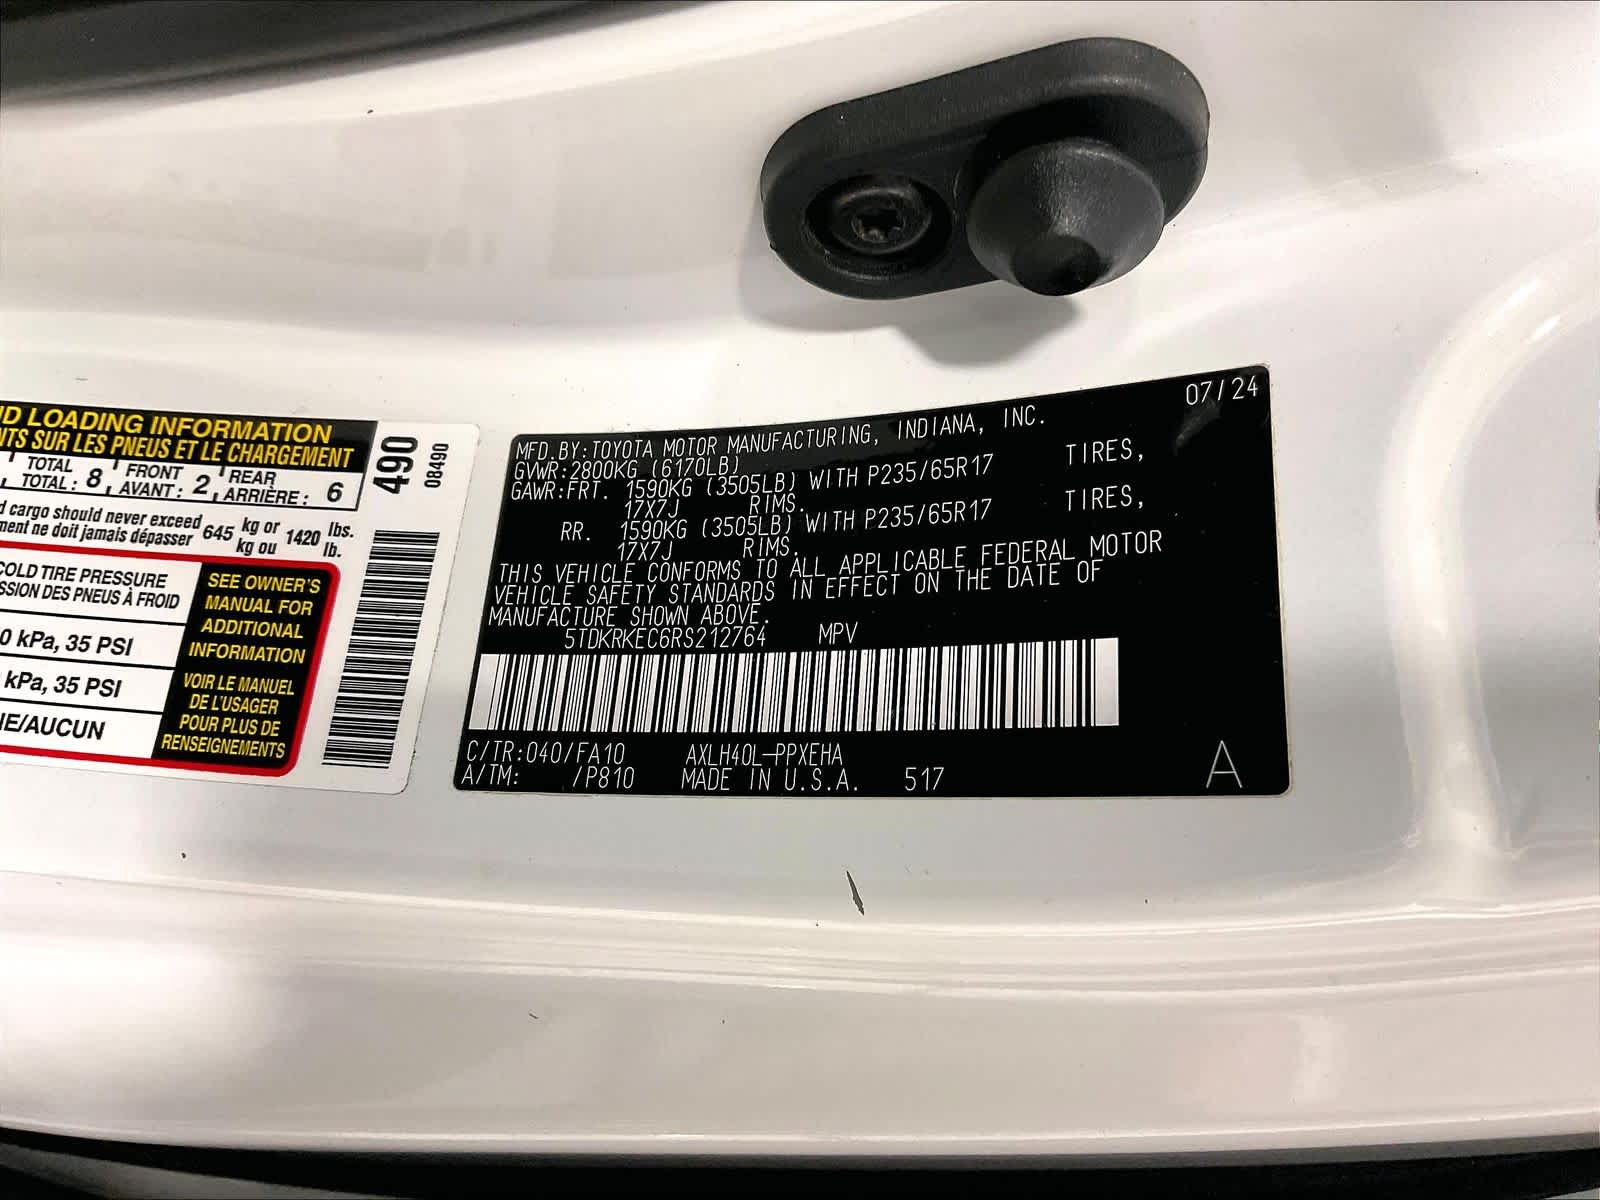 ND LOADING INFORMATION
NTS SUR LES PNEUS ET LE CHARGEMENT
TOTAL FRONT REAR
TOTAL : 8 AVANT : 2 ARRIÈRE : 6
d cargo should never exceed 645 kg or 1420 lbs.
ment ne doit jamais dépasser kg ou lb.
COLD TIRE PRESSURE
SSION DES PNEUS À FROID
0 kPa, 35 PSI
kPa, 35 PSI
NE/AUCUN
SEE OWNER'S
MANUAL FOR
ADDITIONAL
INFORMATION
VOIR LE MANUEL
DE L'USAGER
POUR PLUS DE
RENSEIGNEMENTS
490
08490
07/24
MFD.BY:TOYOTA MOTOR MANUFACTURING, INDIANA, INC.
GVWR:2800KG (6170LB)
GAWR:FRT. 1590KG (3505LB) WITH P235/65R17 TIRES,
17X7J RIMS.
RR. 1590KG (3505LB) WITH P235/65R17 TIRES,
17X7J RIMS.
THIS VEHICLE CONFORMS TO ALL APPLICABLE FEDERAL MOTOR
VEHICLE SAFETY STANDARDS IN EFFECT ON THE DATE OF
MANUFACTURE SHOWN ABOVE.
5TDKRKEC6RS212764 MPV
C/TR:040/FA10 AXLH40L-PPXEHA
A/TM: /P810 MADE IN U.S.A. 517
A